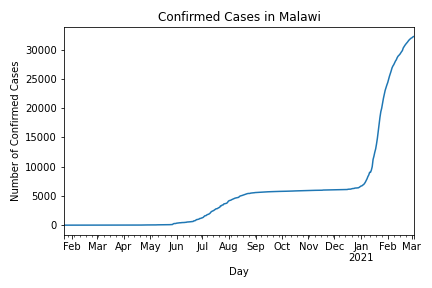 Confirmed Cases in Malawi
Number of Confirmed Cases
30000
25000
20000
15000
10000
5000
0
Feb Mar Apr May Jun Jul Aug Sep Oct Nov Dec Jan Feb Mar
2021
Day